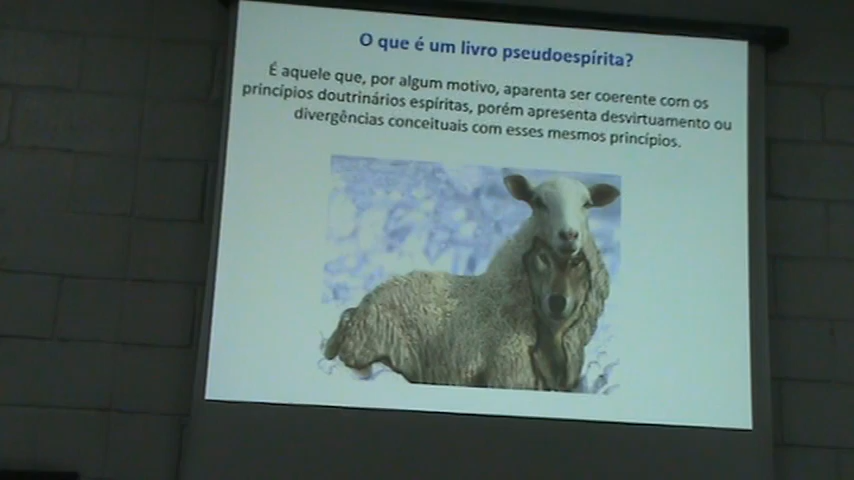 O que é um livro pseudoespírita?
É aquele que, por algum motivo, aparenta ser coerente com os
princípios doutrinários espíritas, porém apresenta desvirtuamento ou
divergências conceituais com esses mesmos princípios.